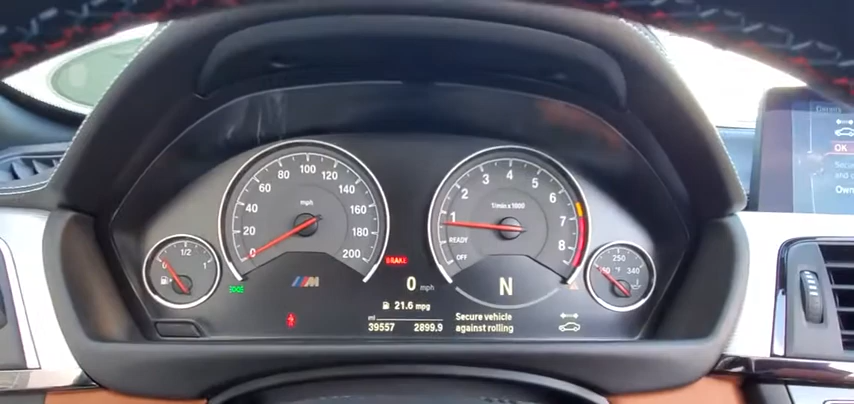 0 20 40 60 80 100 120 140 160 180 200
mph
1 2 3 4 5 6 7 8
1/min x 1000
READY
OFF
0 1/2 1
250
°F 340
BRAKE
M
0 mph
N
21.6 mpg
mi
39557 2899.9
Secure vehicle
against rolling
OK